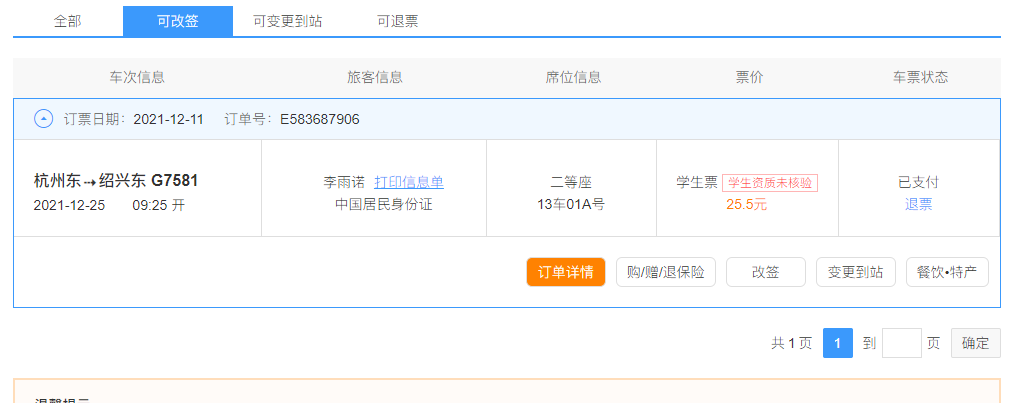 全部 可改签 可变更到站 可退票
车次信息 旅客信息 席位信息 票价 车票状态
订票日期：2021-12-11 订单号：E583687906
杭州东→绍兴东 G7581 李雨诺 打印信息单 二等座 学生票 学生资质未核验 已支付
2021-12-25 09:25 开 中国居民身份证 13车01A号 25.5元 退票
订单详情 购/赠/退保险 改签 变更到站 餐饮•特产
共 1 页 1 到 页 确定